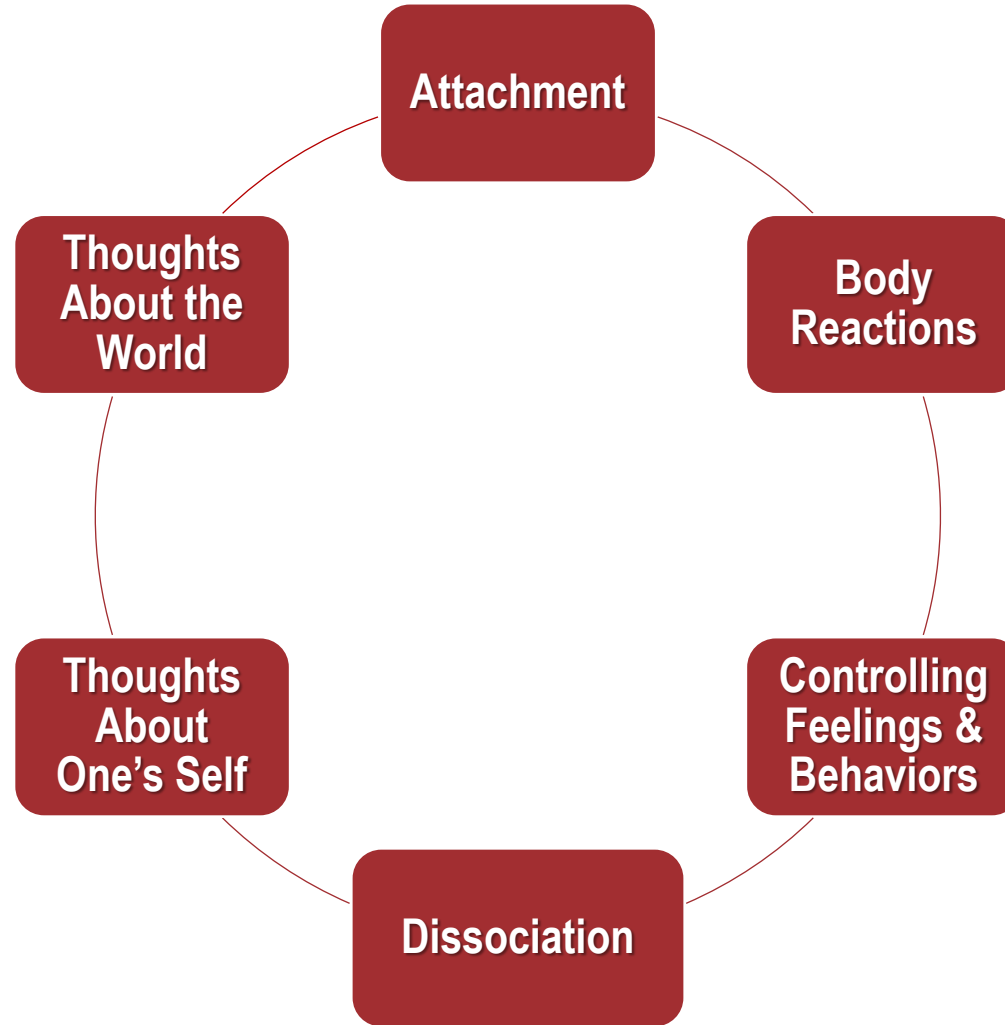 Attachment
Body
Reactions
Controlling
Feelings &
Behaviors
Dissociation
Thoughts
About
One’s Self
Thoughts
About the
World